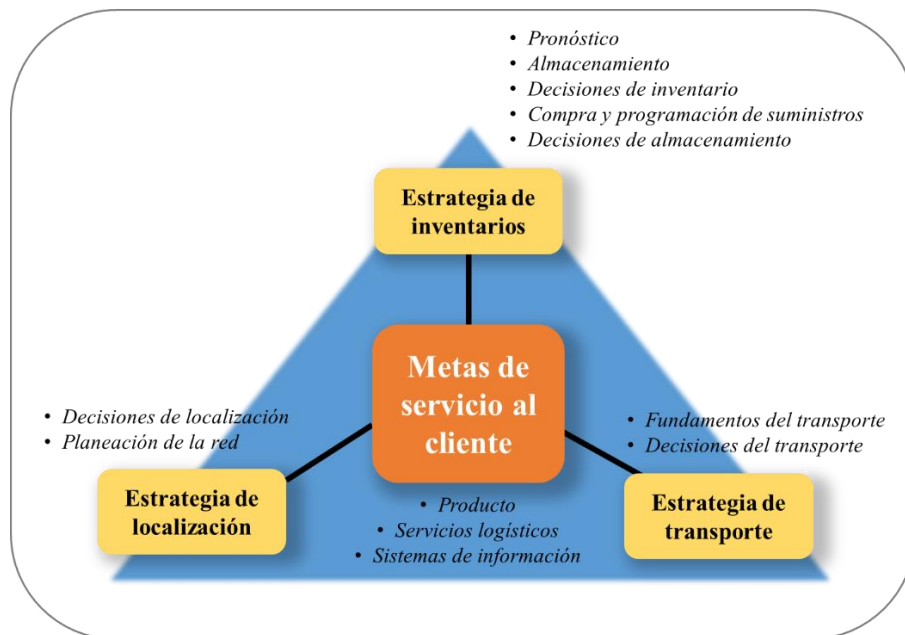 • Pronóstico
• Almacenamiento
• Decisiones de inventario
• Compra y programación de suministros
• Decisiones de almacenamiento
Estrategia de
inventarios
Metas de
servicio al
cliente
• Decisiones de localización
• Planeación de la red
Estrategia de
localización
• Fundamentos del transporte
• Decisiones del transporte
Estrategia de
transporte
• Producto
• Servicios logísticos
• Sistemas de información